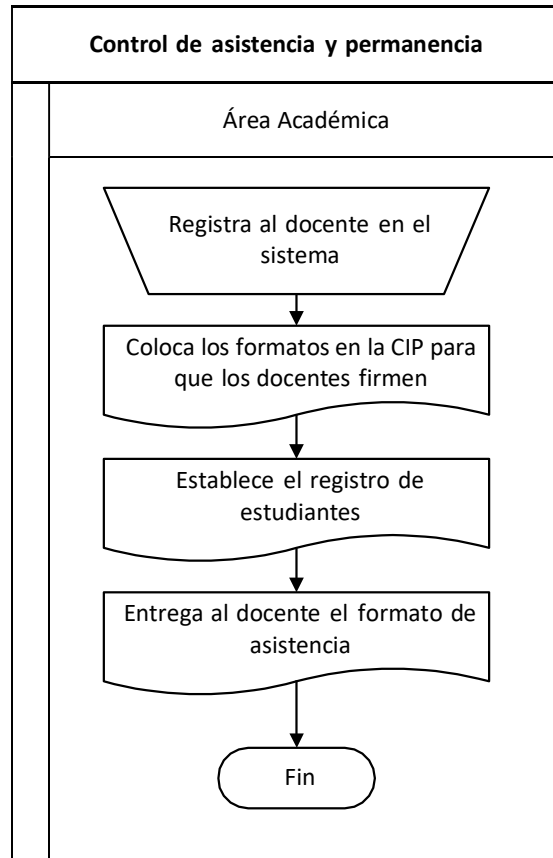 Control de asistencia y permanencia
Área Académica
Registra al docente en el
sistema
Coloca los formatos en la CIP para
que los docentes firmen
Establece el registro de
estudiantes
Entrega al docente el formato de
asistencia
Fin